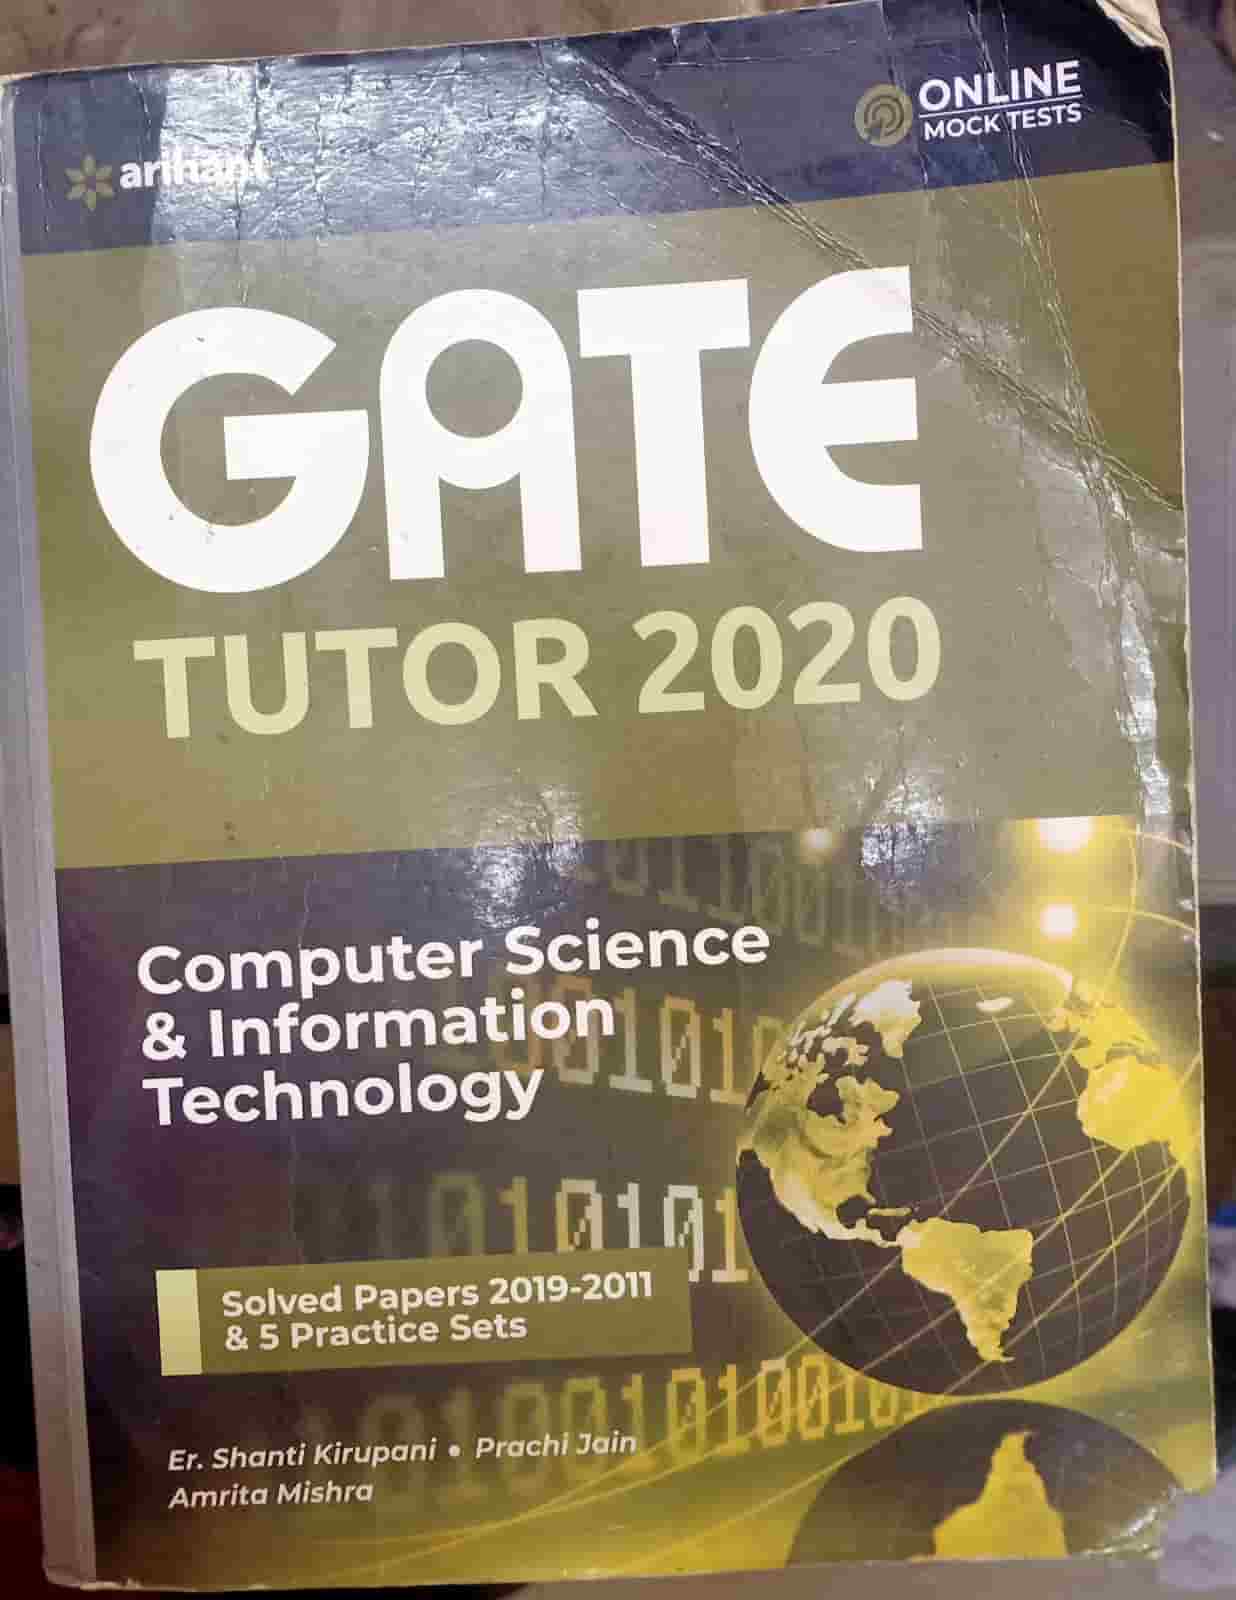 arihant
ONLINE
MOCK TESTS
GATE
TUTOR 2020
Computer Science
& Information
Technology
Solved Papers 2019-2011
& 5 Practice Sets
Er. Shanti Kirupani • Prachi Jain
Amrita Mishra